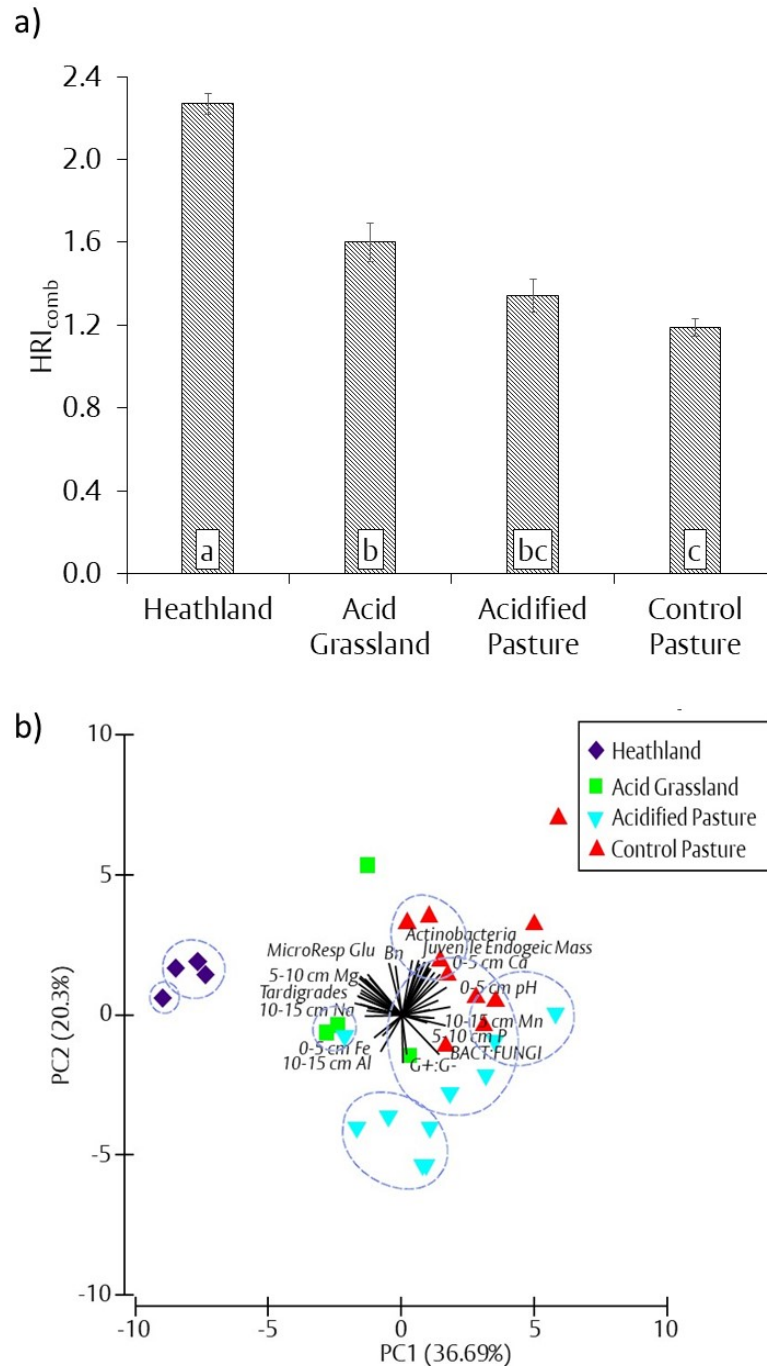 a)
2.4
2.0
1.6
1.2
0.8
0.4
0.0
HRIcomb
a
b
bc
c
Heathland
Acid Grassland
Acidified Pasture
Control Pasture
b)
10
5
0
-5
-10
PC2 (20.3%)
Heathland
Acid Grassland
Acidified Pasture
Control Pasture
Actinobacteria
MicroResp Glu
Bn
Juvenile Endogeic Mass
5-10 cm Mg
0-5 cm Ca
Tardigrades
0-5 cm pH
10-15 cm Na
10-15 cm Mn
5-10 cm P
0-5 cm Fe
BACT:FUNGI
10-15 cm Al
G+:G-
-10
-5
0
5
10
PC1 (36.69%)